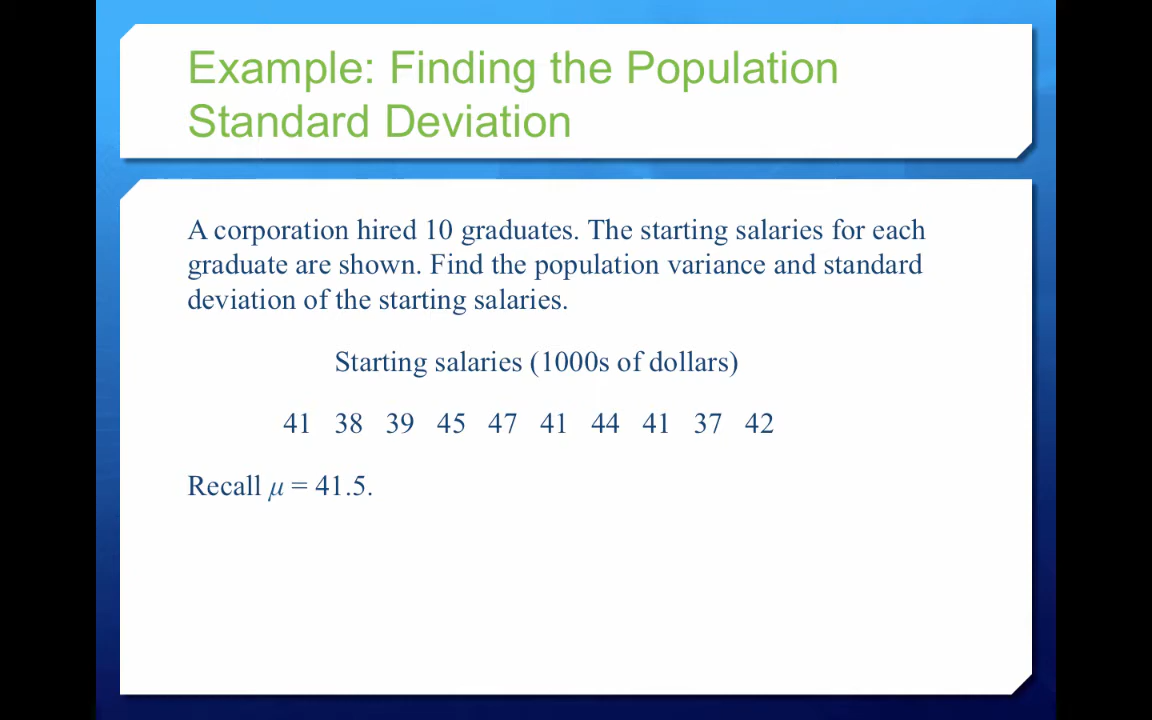 Example: Finding the Population
Standard Deviation
A corporation hired 10 graduates. The starting salaries for each
graduate are shown. Find the population variance and standard
deviation of the starting salaries.
Starting salaries (1000s of dollars)
41 38 39 45 47 41 44 41 37 42
Recall μ = 41.5.